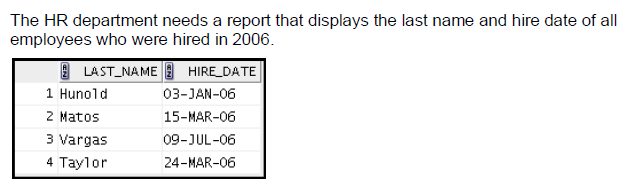 The HR department needs a report that displays the last name and hire date of all
employees who were hired in 2006.
LAST_NAME HIRE_DATE
1 Hunold 03-JAN-06
2 Matos 15-MAR-06
3 Vargas 09-JUL-06
4 Taylor 24-MAR-06